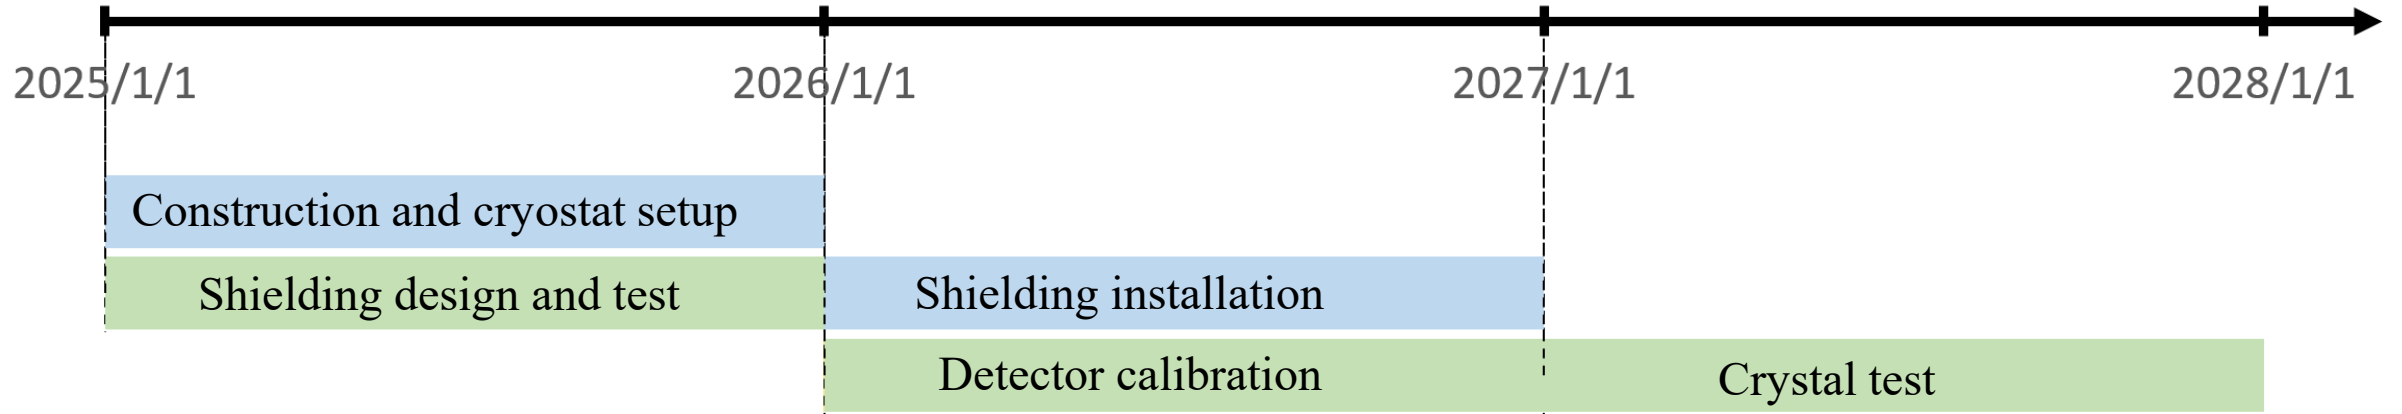 2025/1/1
2026/1/1
2027/1/1
2028/1/1
Construction and cryostat setup
Shielding design and test
Shielding installation
Detector calibration
Crystal test